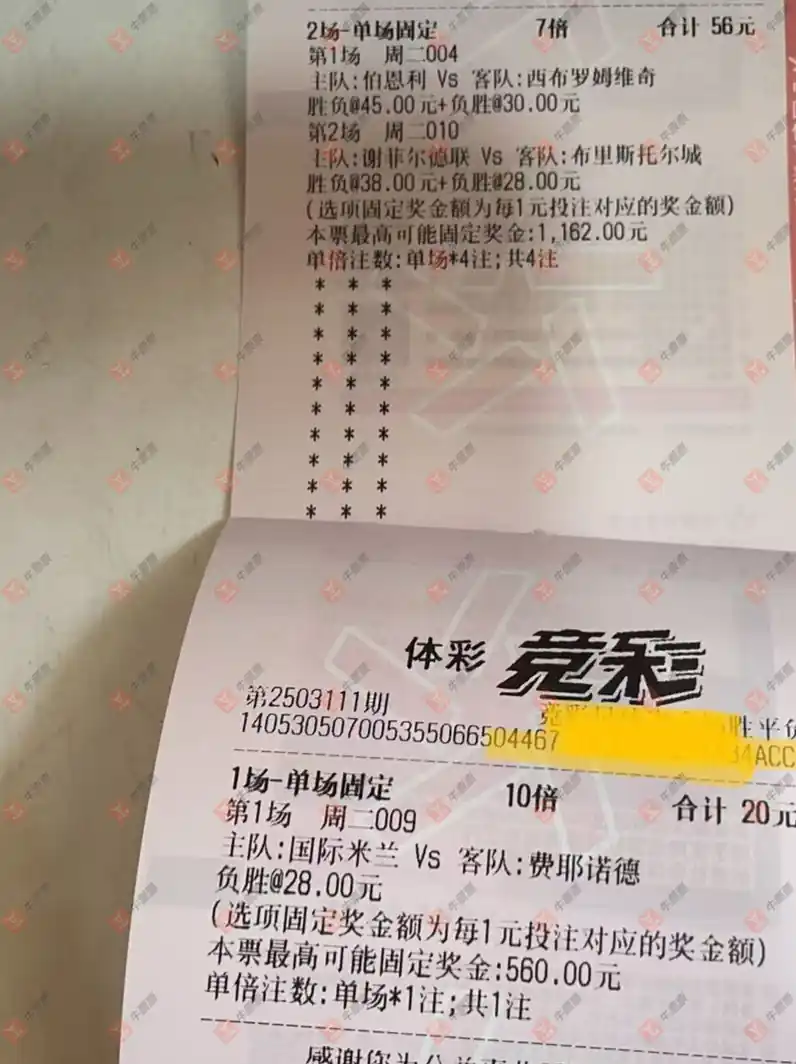 2场-单场固定 7倍 合计 56元
第1场 周二004
主队:伯恩利 Vs 客队:西布罗姆维奇
胜负@45.00元+负胜@30.00元
第2场 周二010
主队:谢菲尔德联 Vs 客队:布里斯托尔城
胜负@38.00元+负胜@28.00元
(选项固定奖金额为每1元投注对应的奖金额)
本票最高可能固定奖金:1,162.00元
单倍注数:单场*4注;共4注
* * *
* * *
* * *
* * *
* * *
* * *
* * *
* * *
* * *
* * *
体彩 竞彩
第2503111期 胜平负
140530507005355066504467 34ACC
1场-单场固定 10倍 合计 20元
第1场 周二009
主队:国际米兰 Vs 客队:费耶诺德
负胜@28.00元
(选项固定奖金额为每1元投注对应的奖金额)
本票最高可能固定奖金:560.00元
单倍注数:单场*1注;共1注